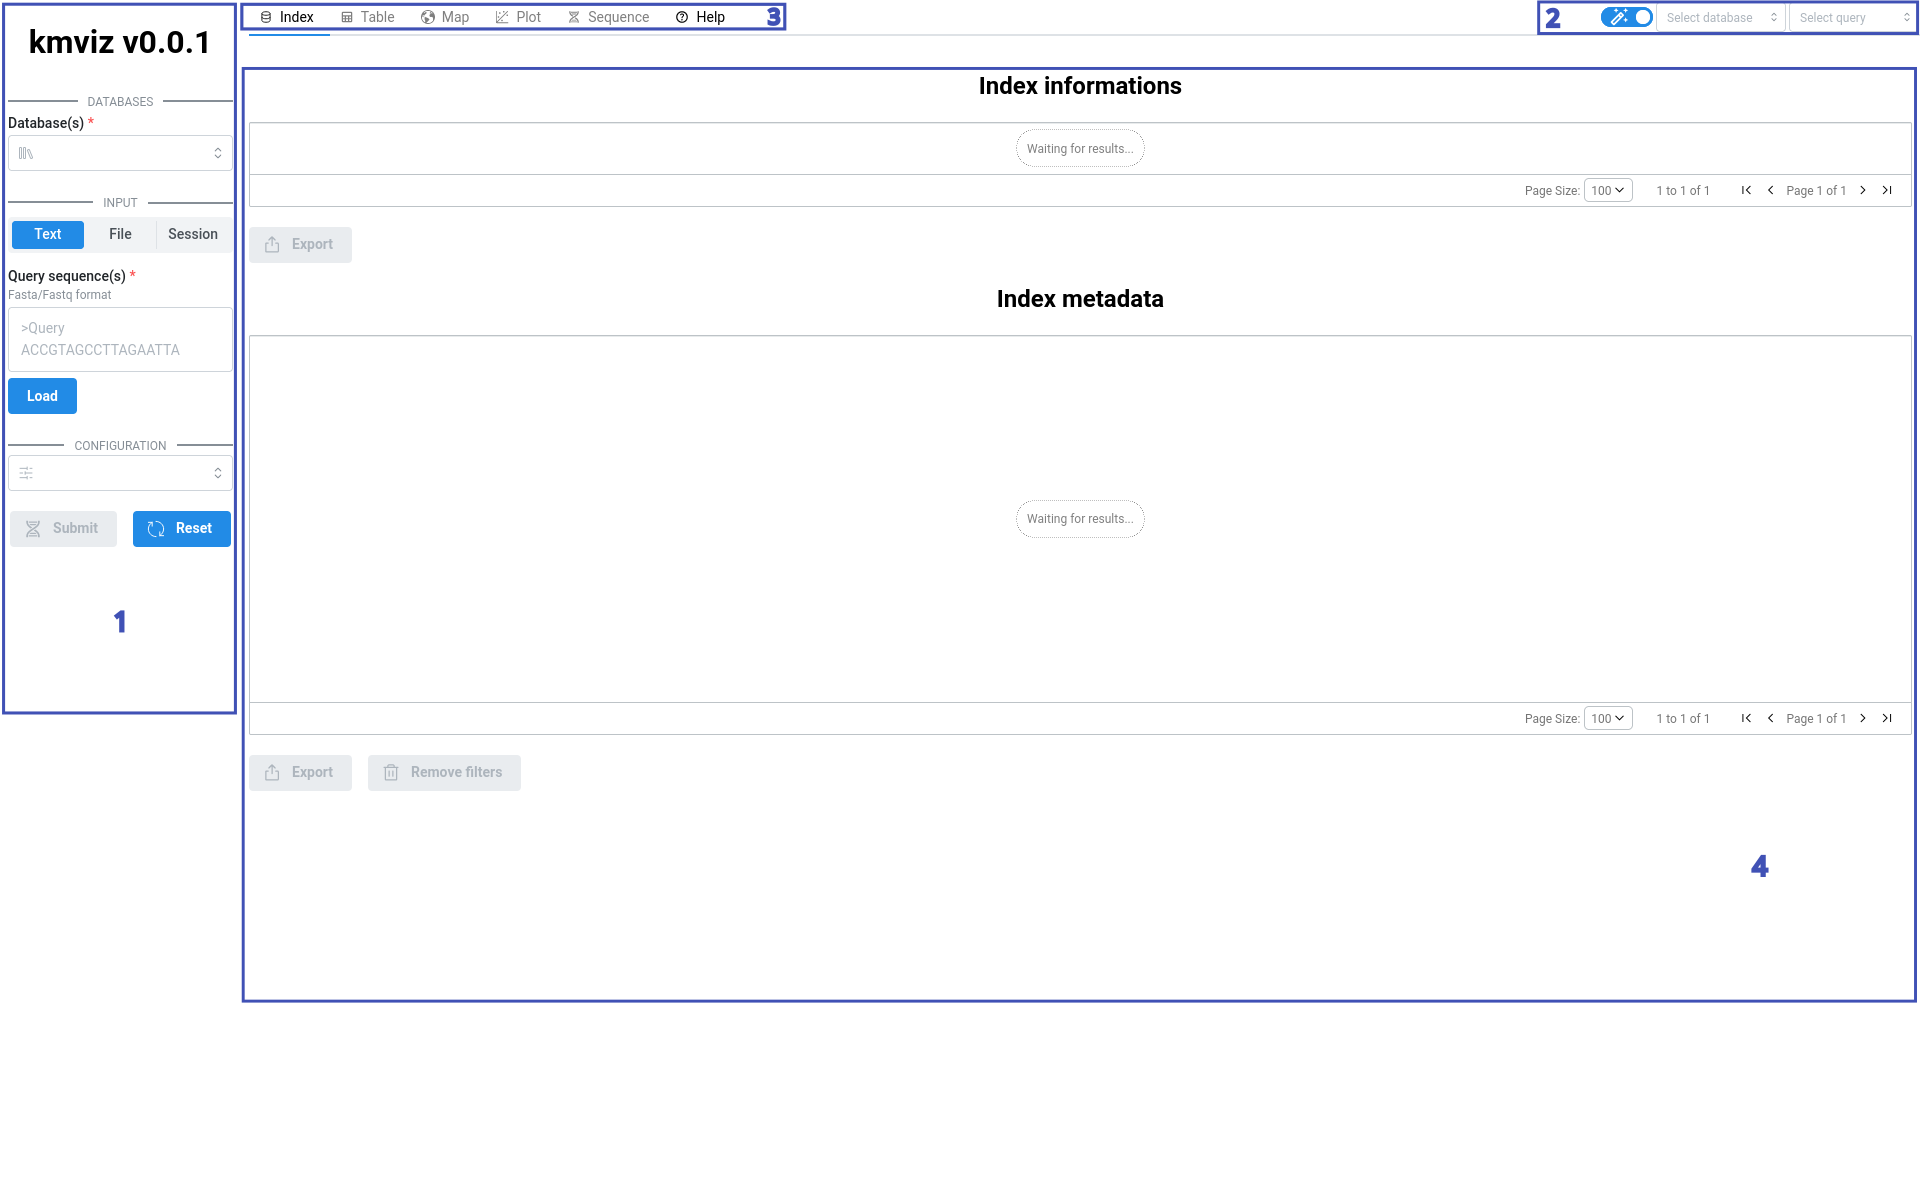 kmviz v0.0.1
DATABASES
Database(s) *
INPUT
Text File Session
Query sequence(s) *
Fasta/Fastq format
>Query
ACCGTAGCCTTAGAATTA
Load
CONFIGURATION
Submit Reset
1
Index Table Map Plot Sequence Help 3
2 Select database Select query
Index informations
Waiting for results...
Page Size: 100 1 to 1 of 1 Page 1 of 1
Export
Index metadata
Waiting for results...
Page Size: 100 1 to 1 of 1 Page 1 of 1
Export Remove filters
4